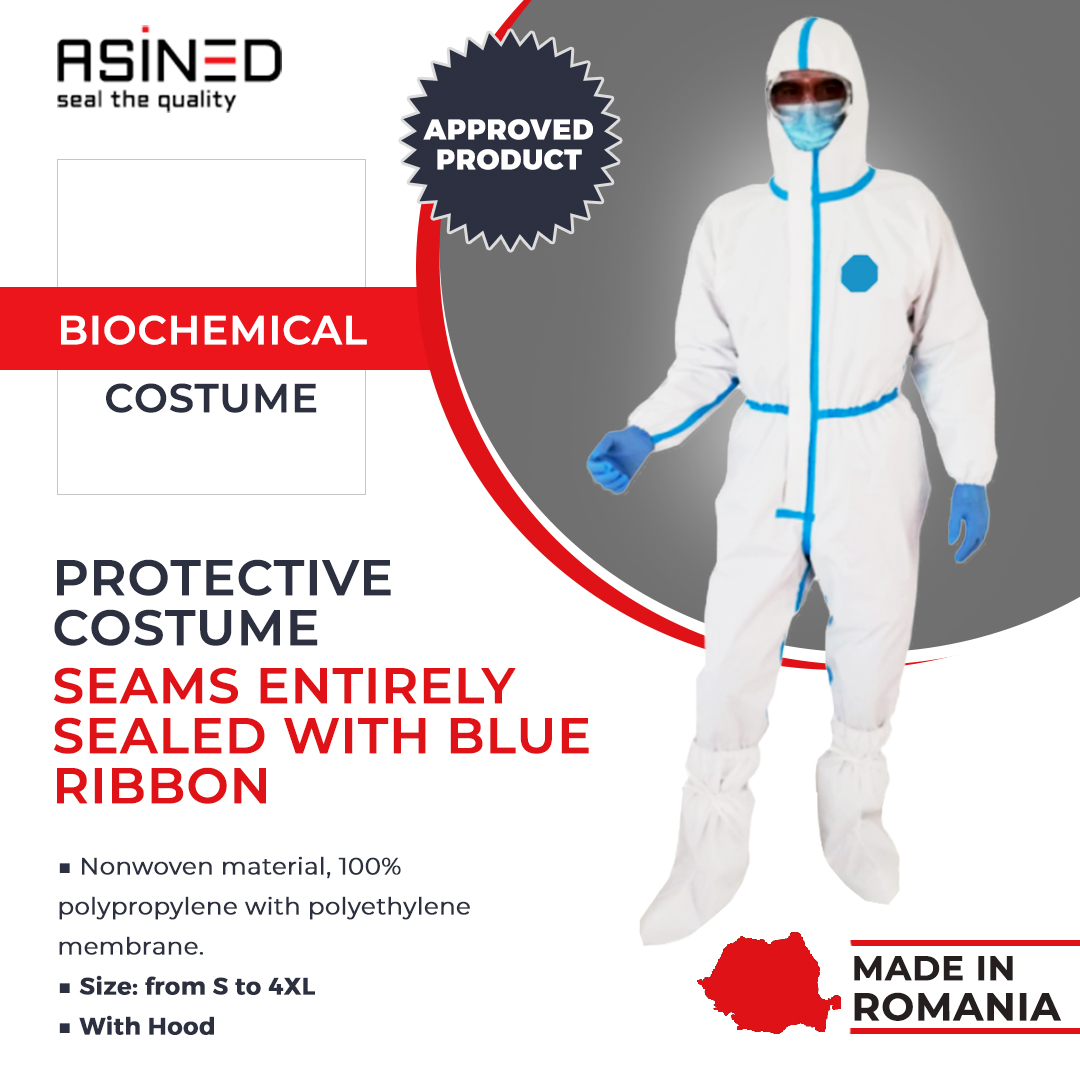 ASiNED
seal the quality
APPROVED
PRODUCT
BIOCHEMICAL
COSTUME
PROTECTIVE
COSTUME
SEAMS ENTIRELY
SEALED WITH BLUE
RIBBON
▪ Nonwoven material, 100%
polypropylene with polyethylene
membrane.
▪ Size: from S to 4XL
▪ With Hood
MADE IN
ROMANIA